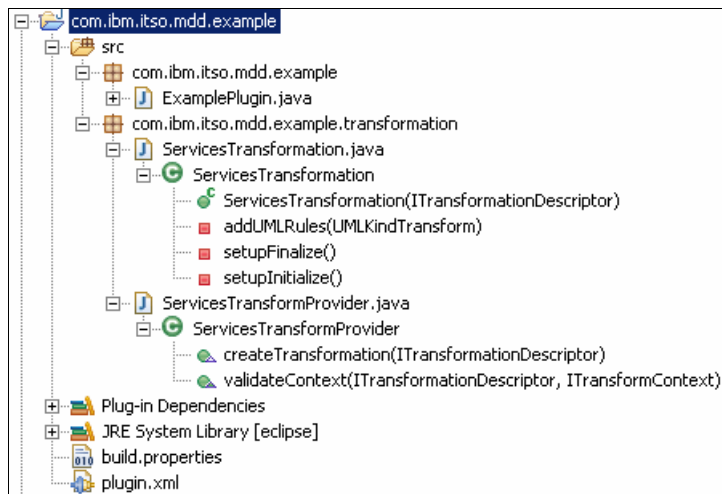 com.ibm.itso.mdd.example
src
com.ibm.itso.mdd.example
ExamplePlugin.java
com.ibm.itso.mdd.example.transformation
ServicesTransformation.java
ServicesTransformation
ServicesTransformation(ITransformationDescriptor)
addUMLRules(UMLKindTransform)
setupFinalize()
setupInitialize()
ServicesTransformProvider.java
ServicesTransformProvider
createTransformation(ITransformationDescriptor)
validateContext(ITransformationDescriptor, ITransformContext)
Plug-in Dependencies
JRE System Library [eclipse]
build.properties
plugin.xml